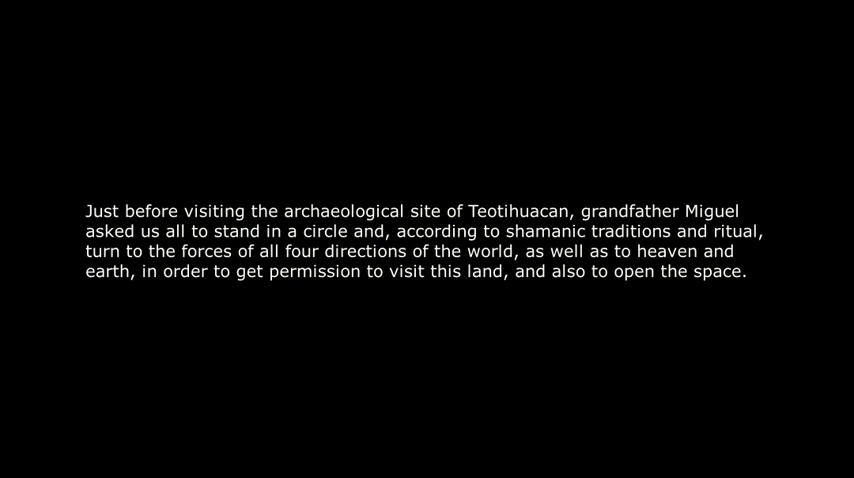 Just before visiting the archaeological site of Teotihuacan, grandfather Miguel
asked us all to stand in a circle and, according to shamanic traditions and ritual,
turn to the forces of all four directions of the world, as well as to heaven and
earth, in order to get permission to visit this land, and also to open the space.